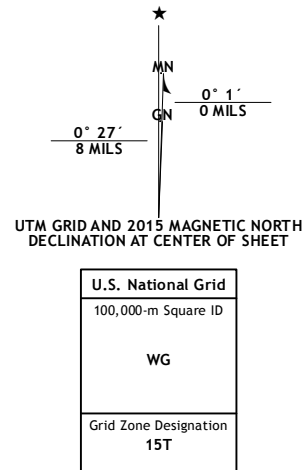 ★
MN
0° 1´
0 MILS
GN
0° 27´
8 MILS
UTM GRID AND 2015 MAGNETIC NORTH
DECLINATION AT CENTER OF SHEET
U.S. National Grid
100,000-m Square ID
WG
Grid Zone Designation
15T